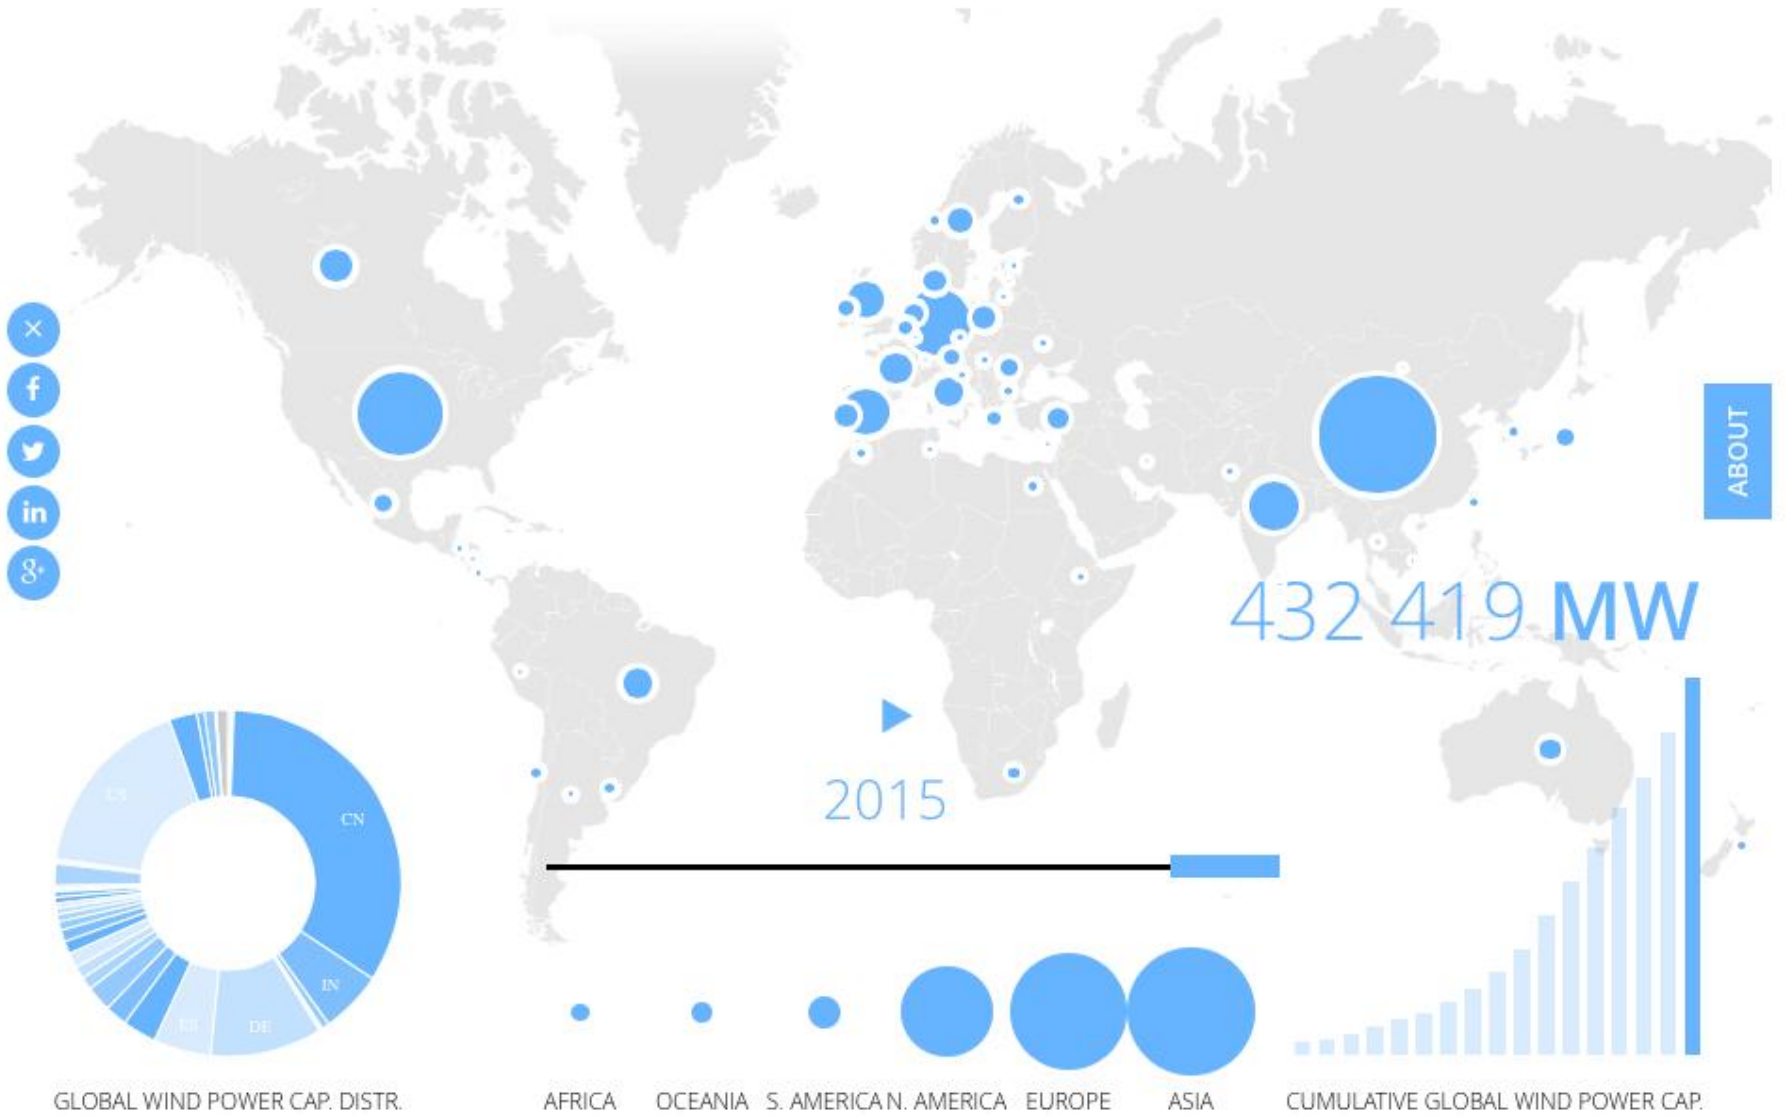 f
in
g+
ABOUT
432 419 MW
2015
US
CN
IN
DE
ES
GLOBAL WIND POWER CAP. DISTR.
AFRICA
OCEANIA
S. AMERICA
N. AMERICA
EUROPE
ASIA
CUMULATIVE GLOBAL WIND POWER CAP.